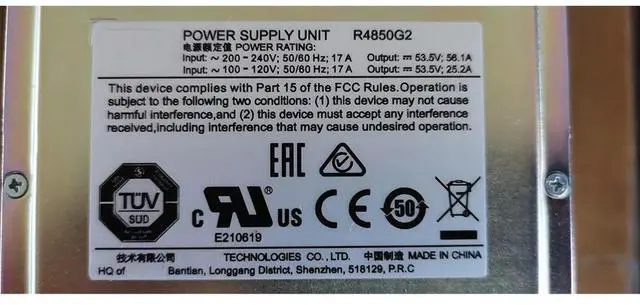 POWER SUPPLY UNIT R4850G2
电源额定值 POWER RATING:
Input: ~ 200 - 240V; 50/60 Hz; 17 A Output: ⎓ 53.5V; 56.1A
Input: ~ 100 - 120V; 50/60 Hz; 17 A Output: ⎓ 53.5V; 25.2A
This device complies with Part 15 of the FCC Rules.Operation is
subject to the following two conditions: (1) this device may not cause
harmful interference,and (2) this device must accept any interference
received,including interference that may cause undesired operation.
EAC
TÜV
SUD
c RU US CE 50
E210619
技术有限公司 TECHNOLOGIES CO., LTD. 中国制造 MADE IN CHINA
HQ of Bantian, Longgang District, Shenzhen, 518129, P.R.C